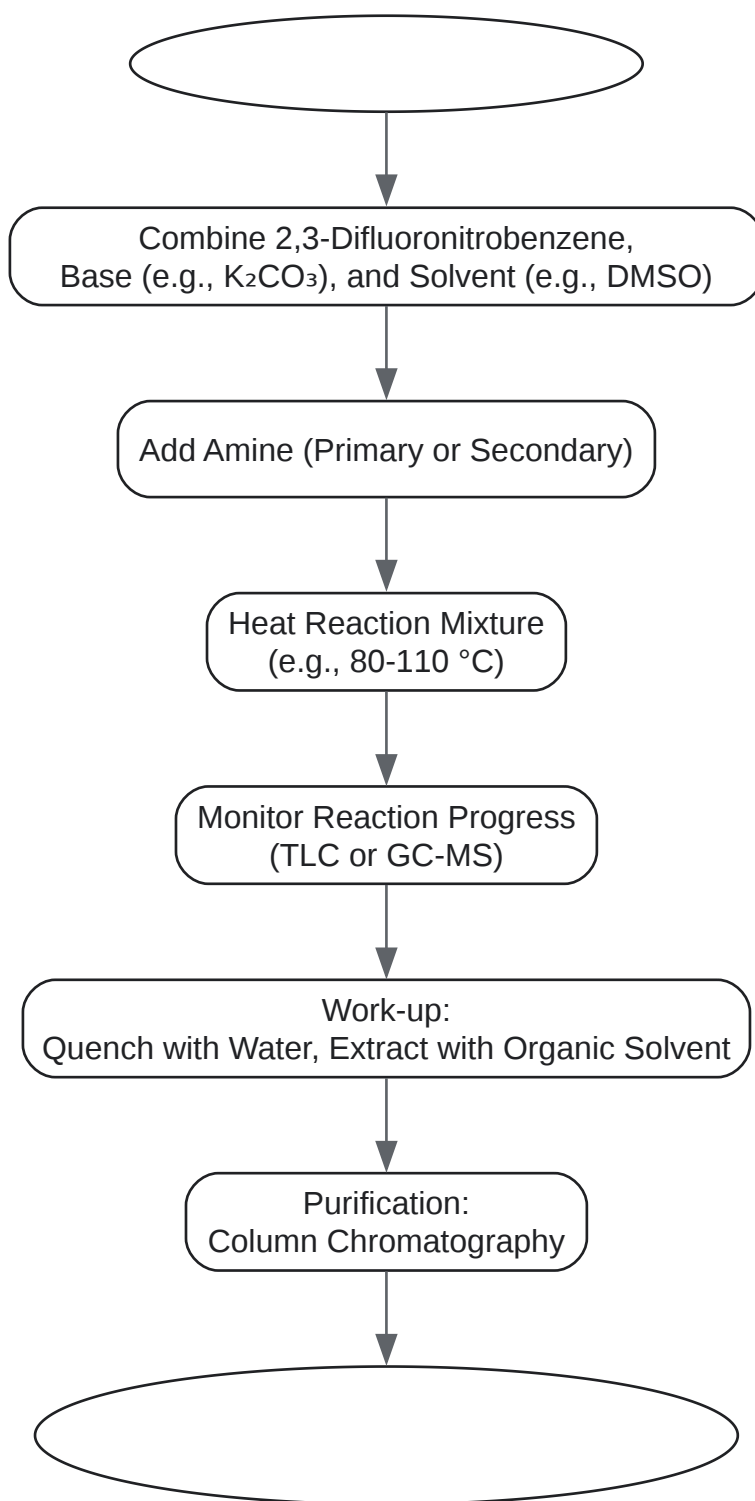 Combine 2,3-Difluoronitrobenzene,
Base (e.g., K₂CO₃), and Solvent (e.g., DMSO)
Add Amine (Primary or Secondary)
Heat Reaction Mixture
(e.g., 80-110 °C)
Monitor Reaction Progress
(TLC or GC-MS)
Work-up:
Quench with Water, Extract with Organic Solvent
Purification:
Column Chromatography